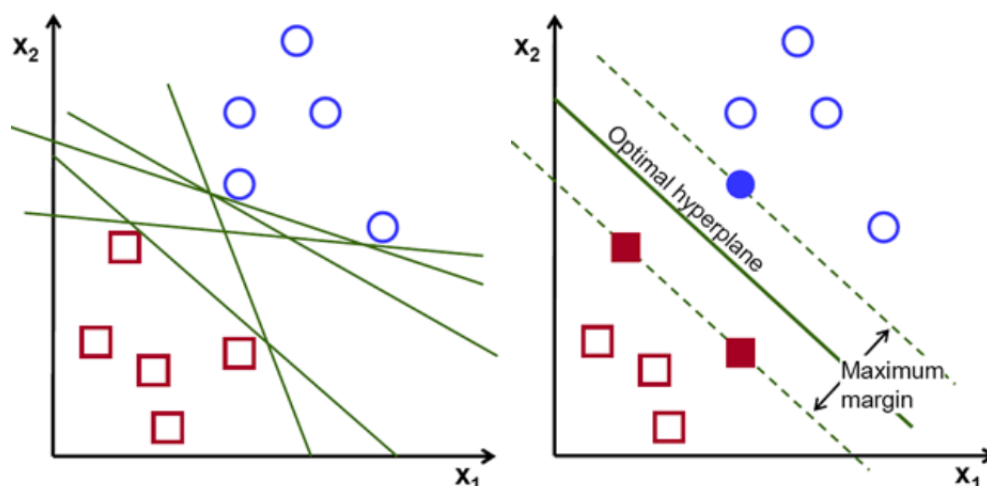 x₂
x₁
x₂
Optimal hyperplane
Maximum
margin
x₁